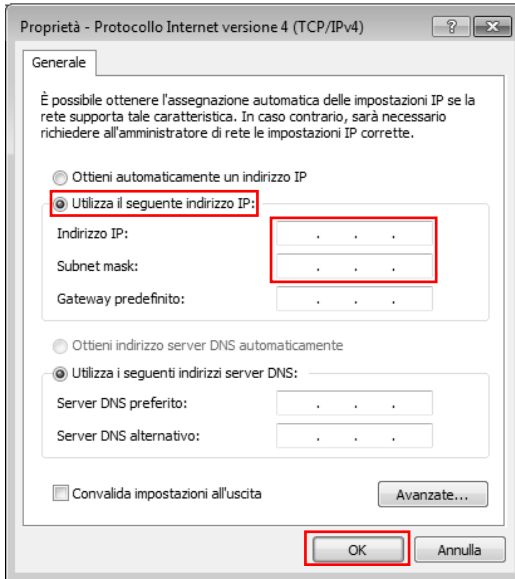 Proprietà - Protocollo Internet versione 4 (TCP/IPv4)
Generale
È possibile ottenere l'assegnazione automatica delle impostazioni IP se la
rete supporta tale caratteristica. In caso contrario, sarà necessario
richiedere all'amministratore di rete le impostazioni IP corrette.
Ottieni automaticamente un indirizzo IP
Utilizza il seguente indirizzo IP:
Indirizzo IP: . . .
Subnet mask: . . .
Gateway predefinito: . . .
Ottieni indirizzo server DNS automaticamente
Utilizza i seguenti indirizzi server DNS:
Server DNS preferito: . . .
Server DNS alternativo: . . .
Convalida impostazioni all'uscita Avanzate...
OK Annulla